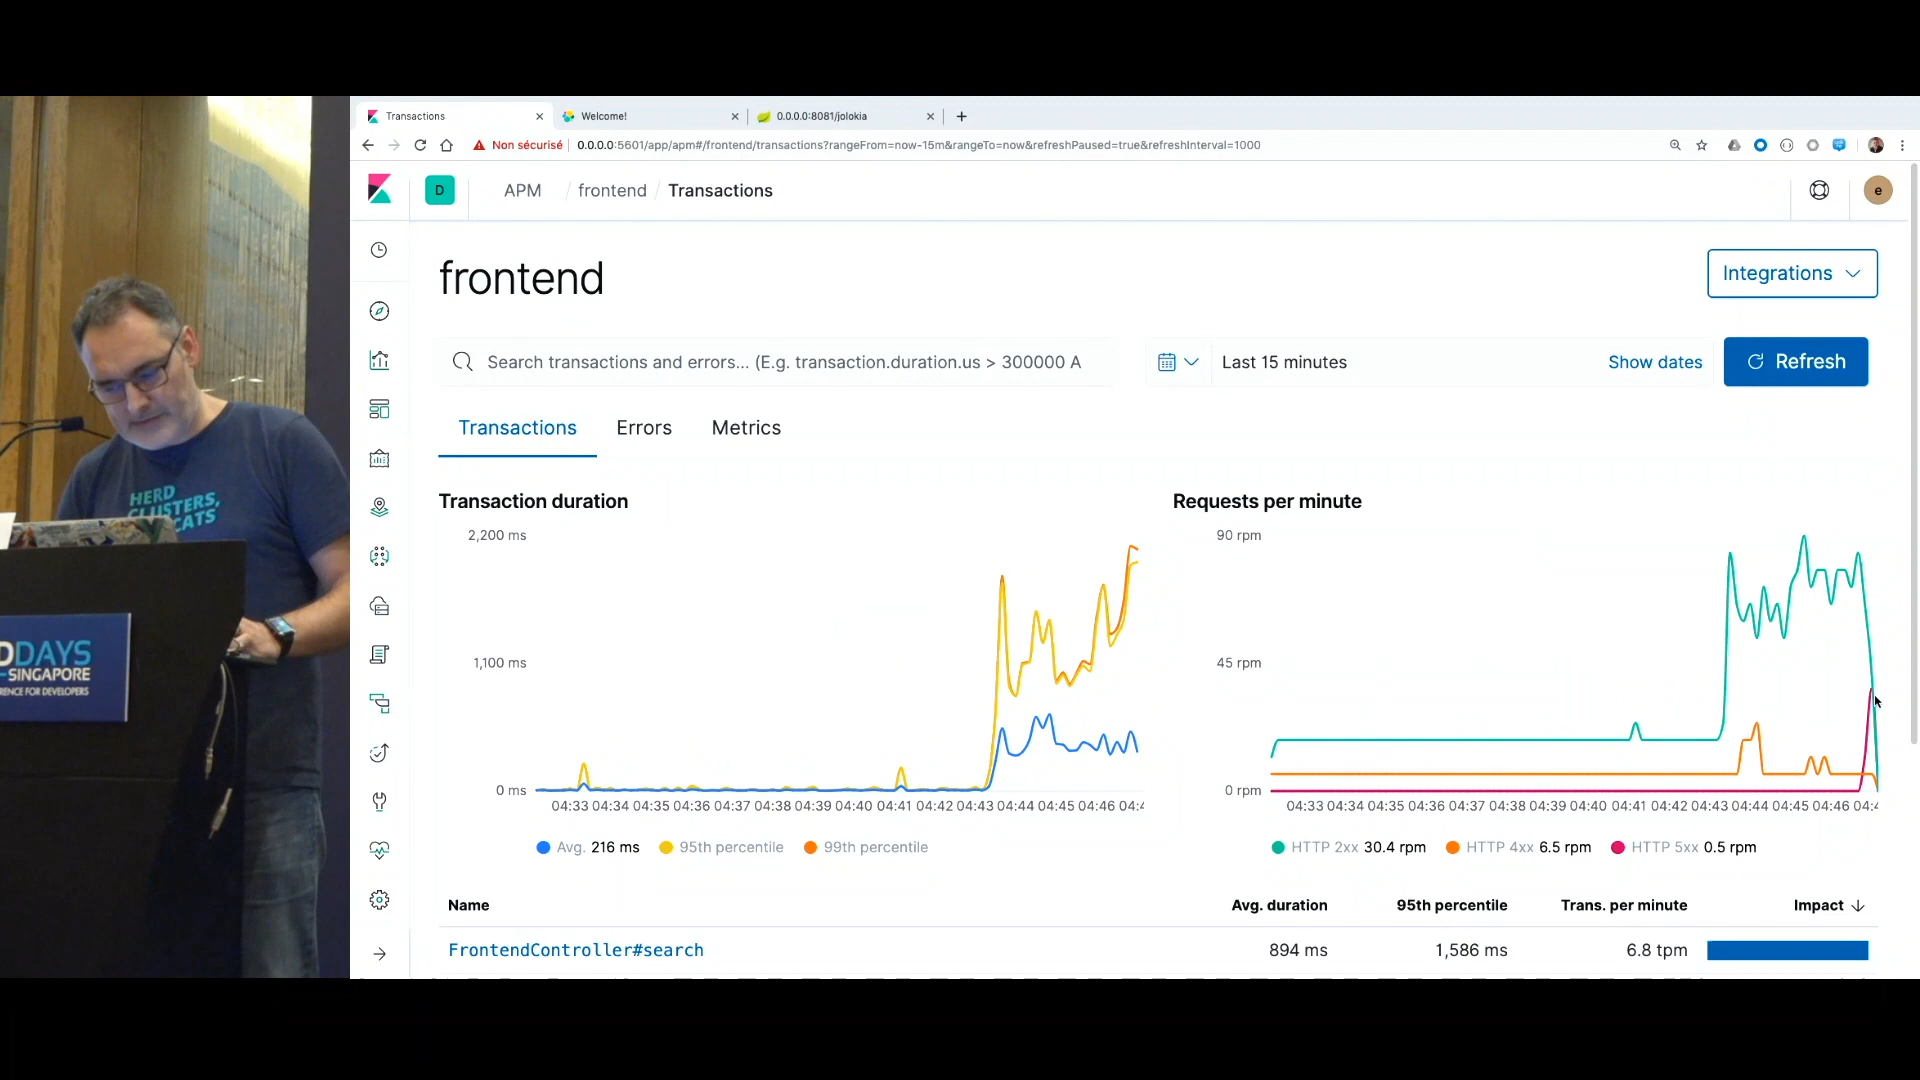 Transactions
Welcome!
0.0.0.0:8081/jolokia
Non sécurisé
0.0.0.0:5601/app/apm#/frontend/transactions?rangeFrom=now-15m&rangeTo=now&refreshPaused=true&refreshInterval=1000
D
APM / frontend / Transactions
e
frontend
Integrations
Search transactions and errors... (E.g. transaction.duration.us > 300000 A
Last 15 minutes
Show dates
Refresh
Transactions Errors Metrics
HERD
CLUSTERS,
CATS
DDAYS
-SINGAPORE
RENCE FOR DEVELOPERS
Transaction duration
2,200 ms
1,100 ms
0 ms
04:33 04:34 04:35 04:36 04:37 04:38 04:39 04:40 04:41 04:42 04:43 04:44 04:45 04:46 04:4
Avg. 216 ms 95th percentile 99th percentile
Requests per minute
90 rpm
45 rpm
0 rpm
04:33 04:34 04:35 04:36 04:37 04:38 04:39 04:40 04:41 04:42 04:43 04:44 04:45 04:46 04:4
HTTP 2xx 30.4 rpm HTTP 4xx 6.5 rpm HTTP 5xx 0.5 rpm
Name Avg. duration 95th percentile Trans. per minute Impact
FrontendController#search 894 ms 1,586 ms 6.8 tpm